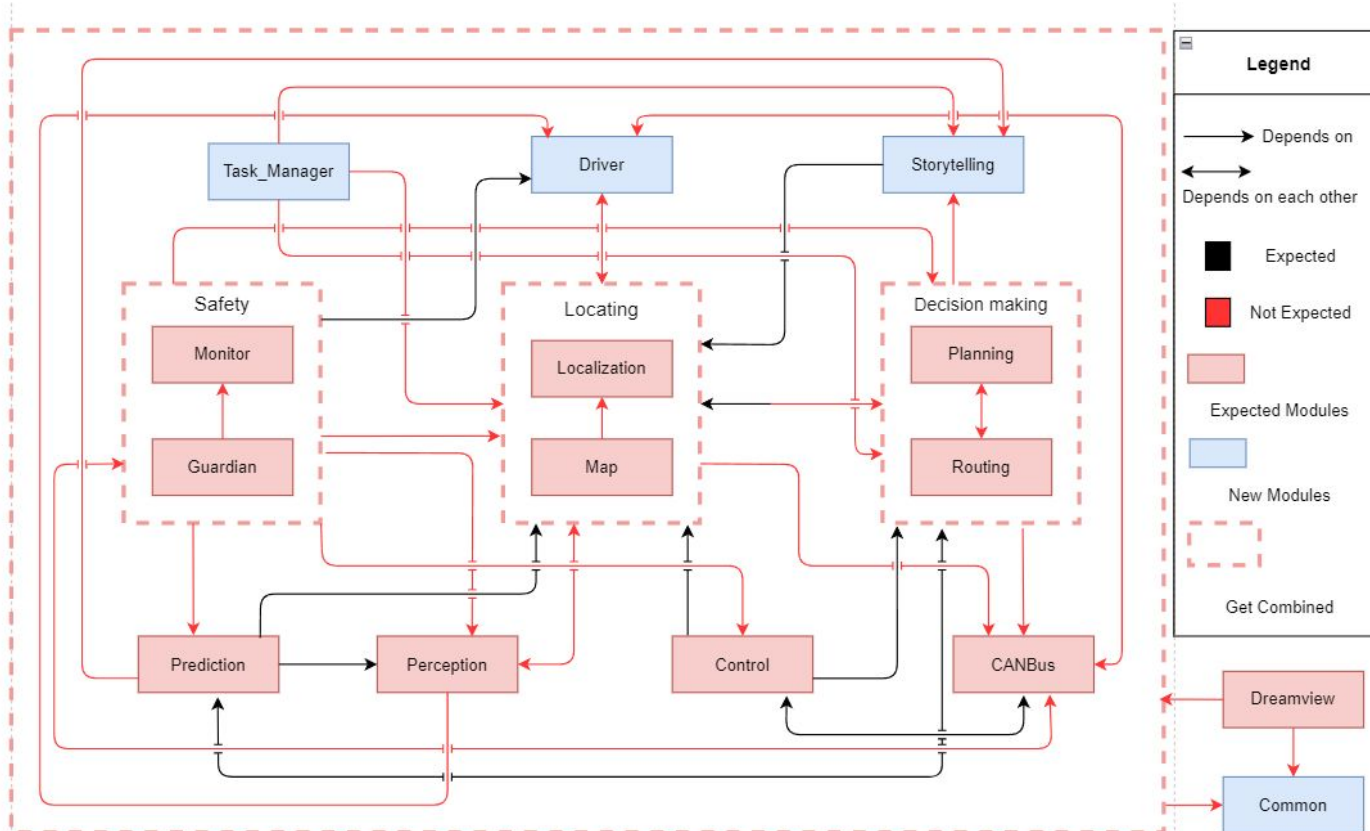 Legend
Depends on
Depends on each other
Expected
Not Expected
Expected Modules
New Modules
Get Combined
Task_Manager
Driver
Storytelling
Safety
Locating
Decision making
Monitor
Localization
Planning
Guardian
Map
Routing
Prediction
Perception
Control
CANBus
Dreamview
Common